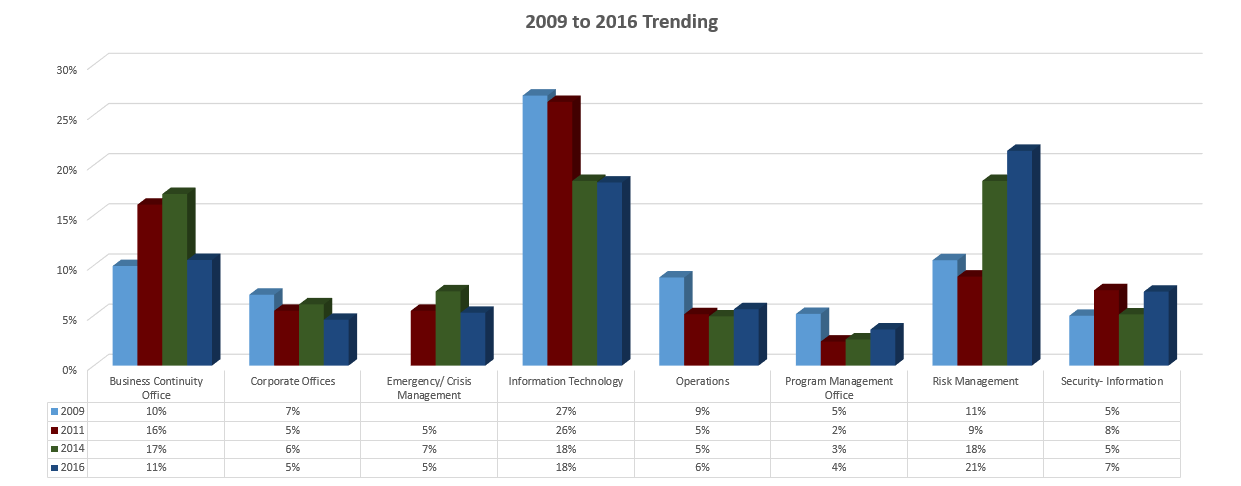 2009 to 2016 Trending
30%
25%
20%
15%
10%
5%
0%
Business Continuity Office Corporate Offices Emergency/ Crisis Management Information Technology Operations Program Management Office Risk Management Security- Information
2009 10% 7% 27% 9% 5% 11% 5%
2011 16% 5% 5% 26% 5% 2% 9% 8%
2014 17% 6% 7% 18% 5% 3% 18% 5%
2016 11% 5% 5% 18% 6% 4% 21% 7%